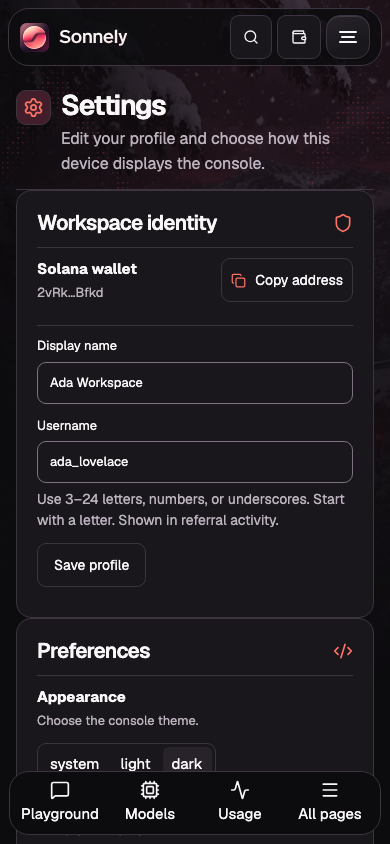 Sonnely
Settings
Edit your profile and choose how this
device displays the console.
Workspace identity
Solana wallet
2vRk...Bfkd
Copy address
Display name
Ada Workspace
Username
ada_lovelace
Use 3–24 letters, numbers, or underscores. Start
with a letter. Shown in referral activity.
Save profile
Preferences
Appearance
Choose the console theme.
system light dark
Playground Models Usage All pages